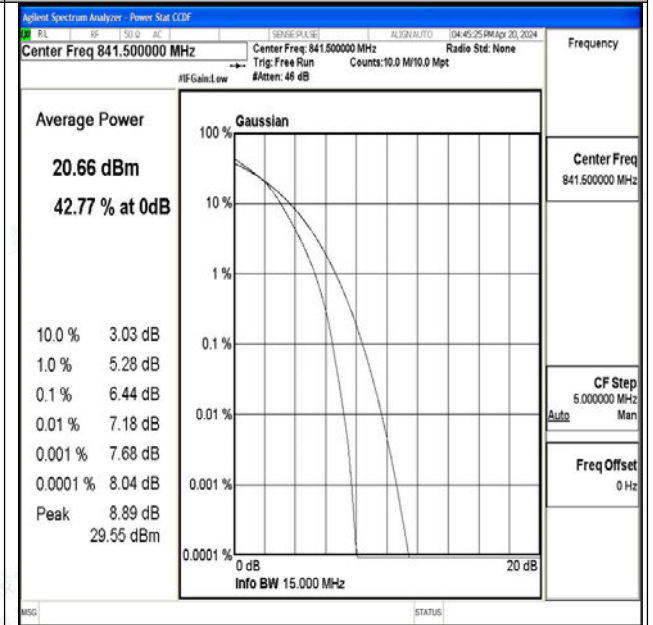 Agilent Spectrum Analyzer - Power Stat CCDF
RL RF 50 Ω AC SENSE:PULSE ALIGN AUTO 04:45:25 PM Apr 20, 2024
Center Freq 841.500000 MHz
Center Freq: 841.500000 MHz Radio Std: None
Trig: Free Run Counts:10.0 M/10.0 Mpt
#IFGain:Low #Atten: 46 dB
Frequency
Average Power
20.66 dBm
42.77 % at 0dB
10.0 % 3.03 dB
1.0 % 5.28 dB
0.1 % 6.44 dB
0.01 % 7.18 dB
0.001 % 7.68 dB
0.0001 % 8.04 dB
Peak 8.89 dB
29.55 dBm
Gaussian
100 %
10 %
1 %
0.1 %
0.01 %
0.001 %
0.0001 %
0 dB 20 dB
Info BW 15.000 MHz
Center Freq
841.500000 MHz
CF Step
5.000000 MHz
Auto Man
Freq Offset
0 Hz
MSG STATUS